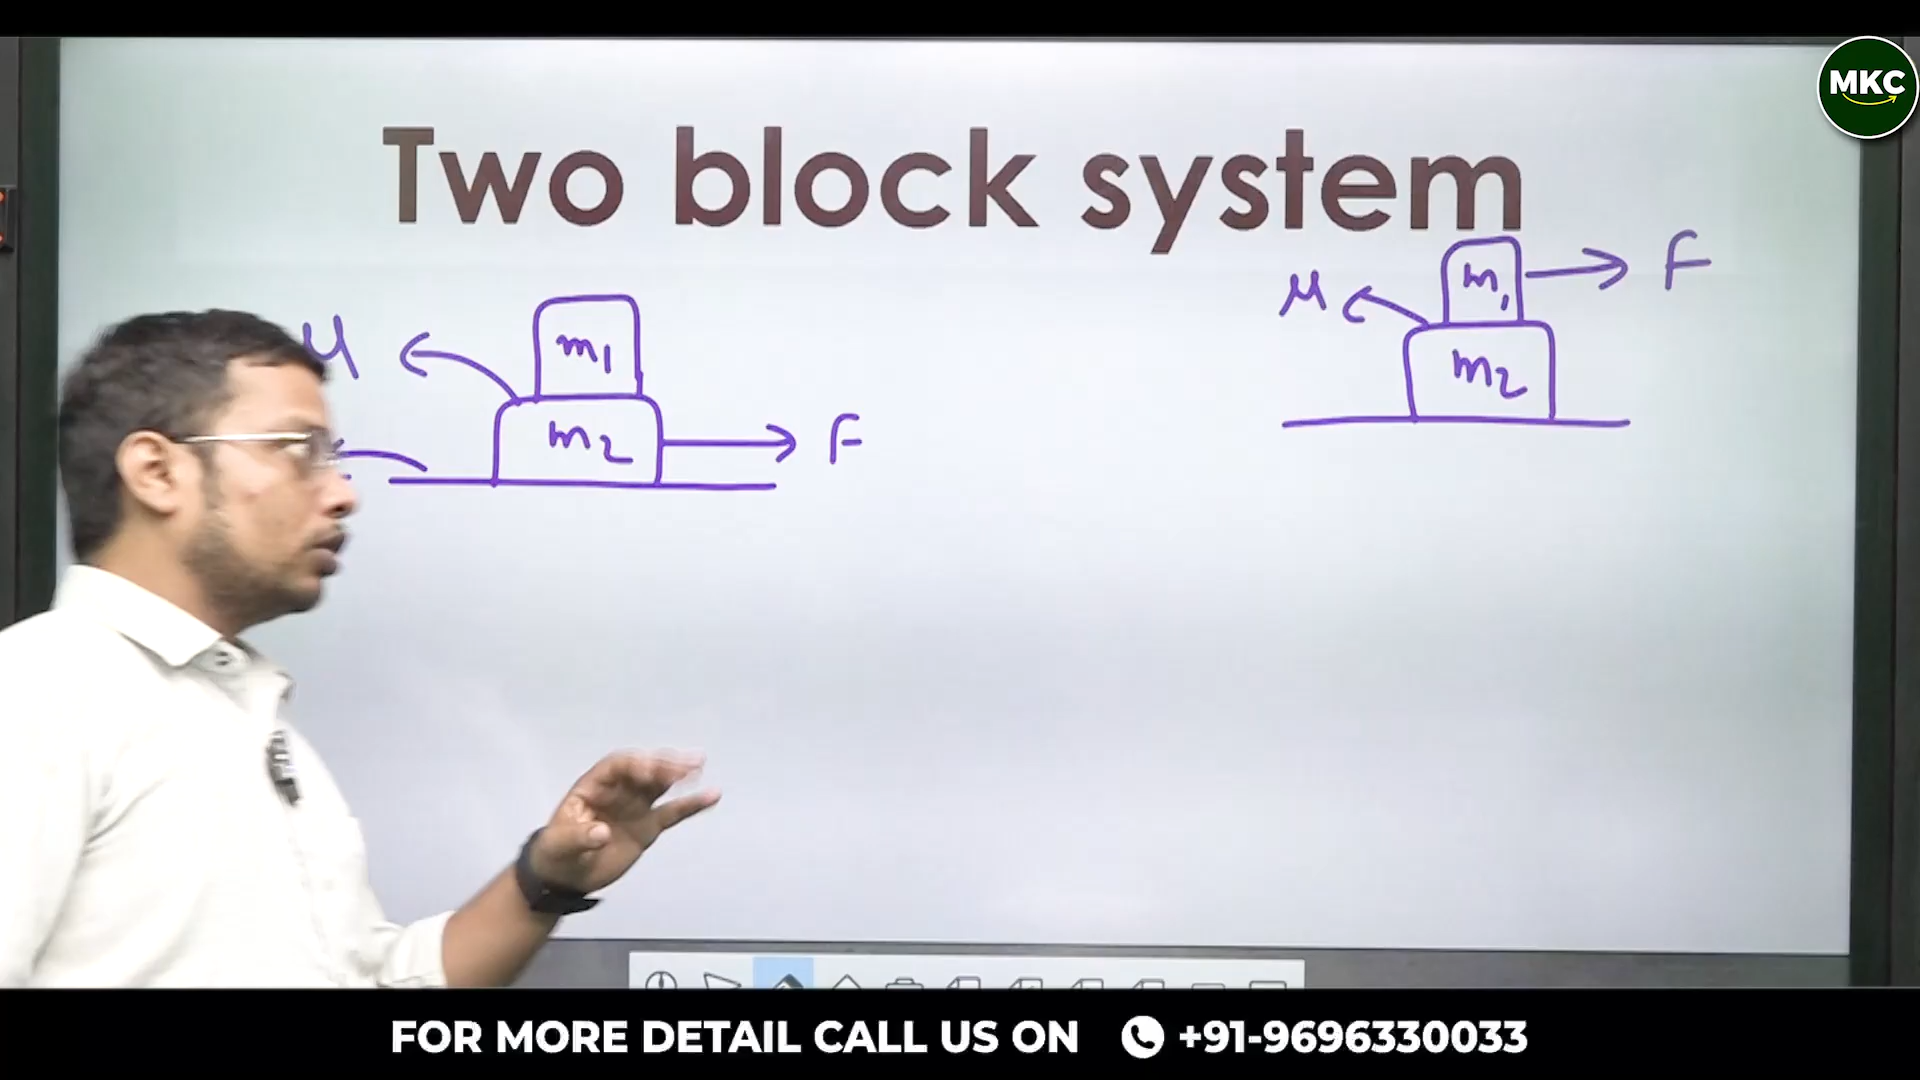 MKC
Two block system
μ
m1
m2
F
μ
m1
F
m2
FOR MORE DETAIL CALL US ON +91-9696330033